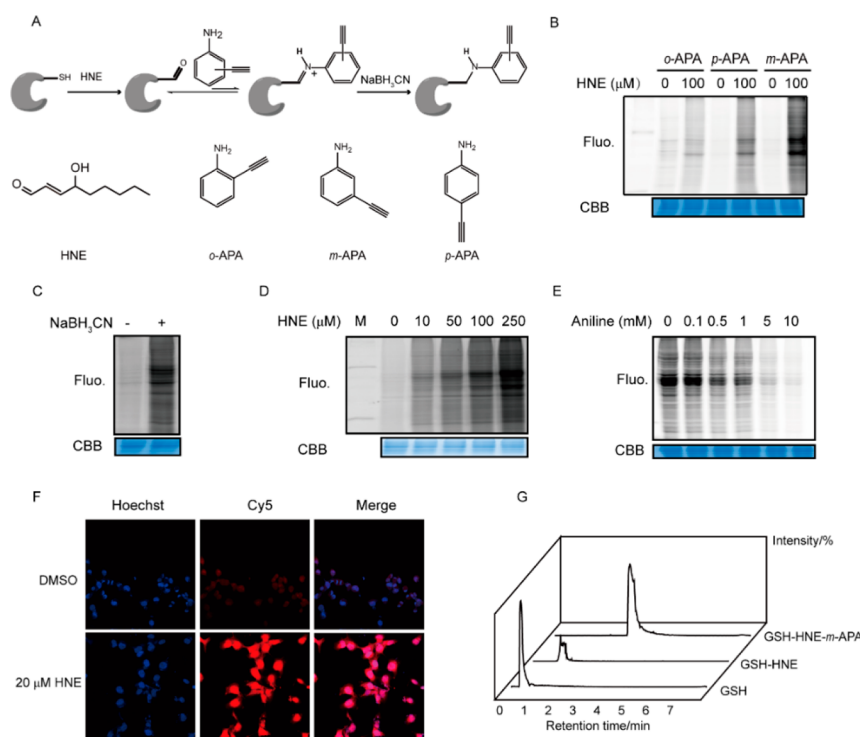 A
SH
HNE
O
NH2
H
N
+
NaBH3CN
H
N
O
OH
HNE
NH2
o-APA
NH2
m-APA
NH2
p-APA
B
o-APA p-APA m-APA
HNE (μM) 0 100 0 100 0 100
Fluo.
CBB
C
NaBH3CN - +
Fluo.
CBB
D
HNE (μM) M 0 10 50 100 250
Fluo.
CBB
E
Aniline (mM) 0 0.1 0.5 1 5 10
Fluo.
CBB
F
Hoechst Cy5 Merge
DMSO
20 μM HNE
G
Intensity/%
GSH-HNE-m-APA
GSH-HNE
GSH
0 1 2 3 4 5 6 7
Retention time/min